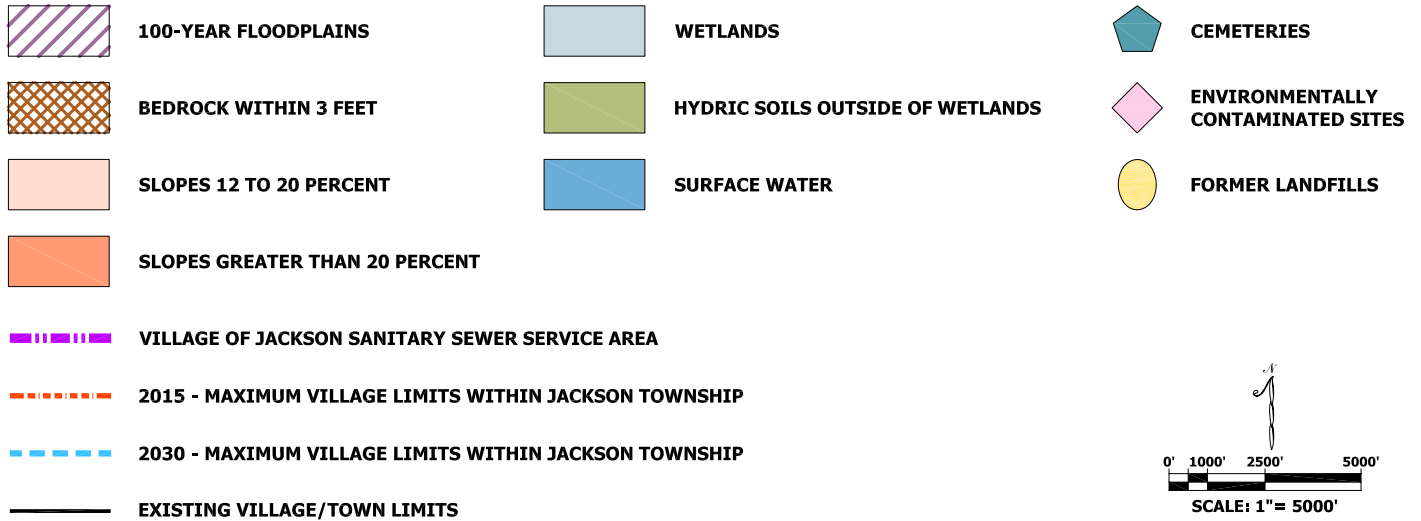 100-YEAR FLOODPLAINS
BEDROCK WITHIN 3 FEET
SLOPES 12 TO 20 PERCENT
SLOPES GREATER THAN 20 PERCENT
VILLAGE OF JACKSON SANITARY SEWER SERVICE AREA
2015 - MAXIMUM VILLAGE LIMITS WITHIN JACKSON TOWNSHIP
2030 - MAXIMUM VILLAGE LIMITS WITHIN JACKSON TOWNSHIP
EXISTING VILLAGE/TOWN LIMITS
WETLANDS
HYDRIC SOILS OUTSIDE OF WETLANDS
SURFACE WATER
CEMETERIES
ENVIRONMENTALLY
CONTAMINATED SITES
FORMER LANDFILLS
N
0' 1000' 2500' 5000'
SCALE: 1"= 5000'